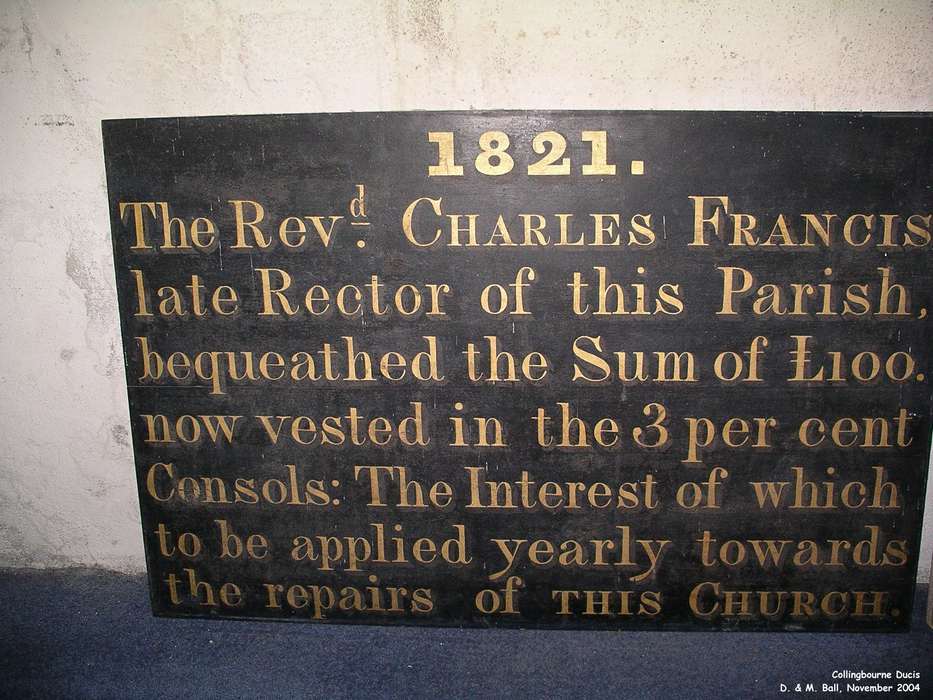 1821.
The Revd. CHARLES FRANCIS
late Rector of this Parish,
bequeathed the Sum of Ł100.
now vested in the 3 per cent
Consols: The Interest of which
to be applied yearly towards
the repairs of THIS CHURCH.
Collingbourne Ducis
D. & M. Ball, November 2004